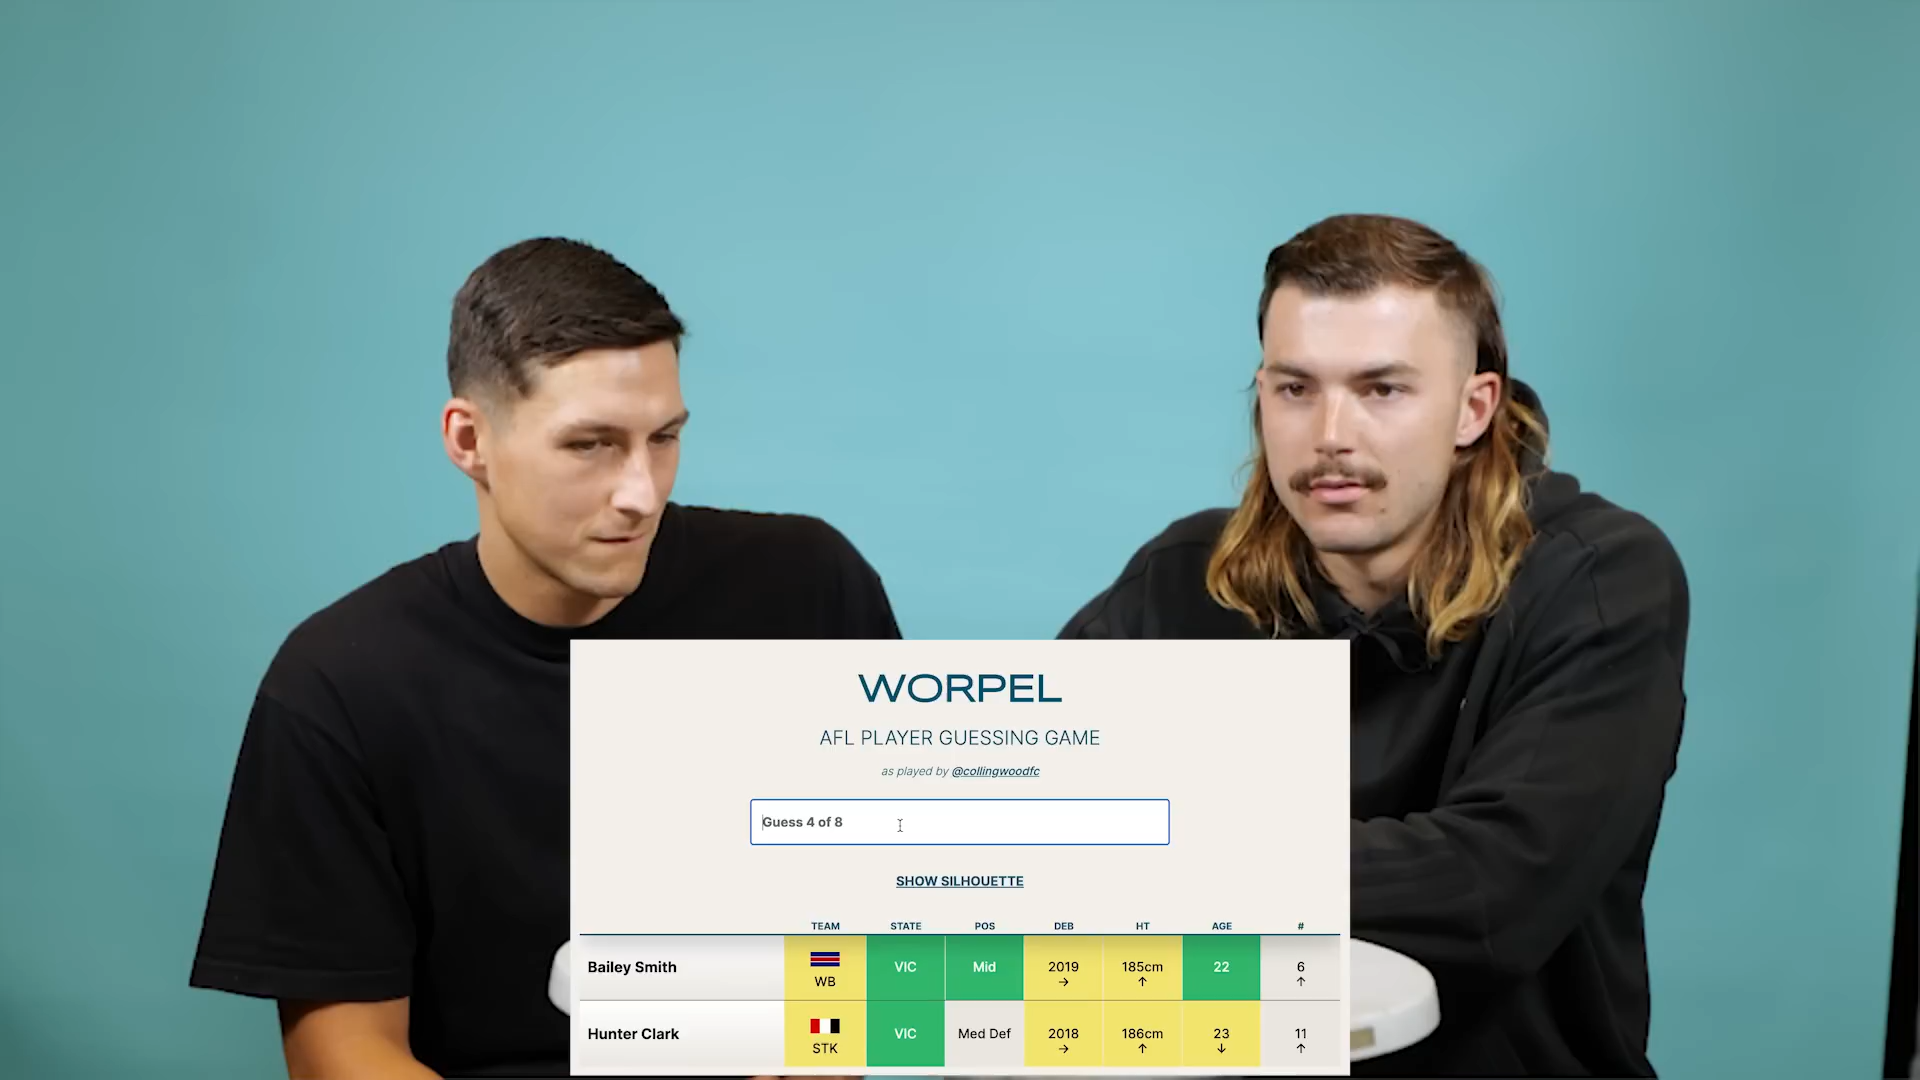 WORPEL
AFL PLAYER GUESSING GAME
as played by @collingwoodfc
Guess 4 of 8
SHOW SILHOUETTE
TEAM STATE POS DEB HT AGE #
Bailey Smith WB VIC Mid 2019 → 185cm ↑ 22 6 ↑
Hunter Clark STK VIC Med Def 2018 → 186cm ↑ 23 ↓ 11 ↑